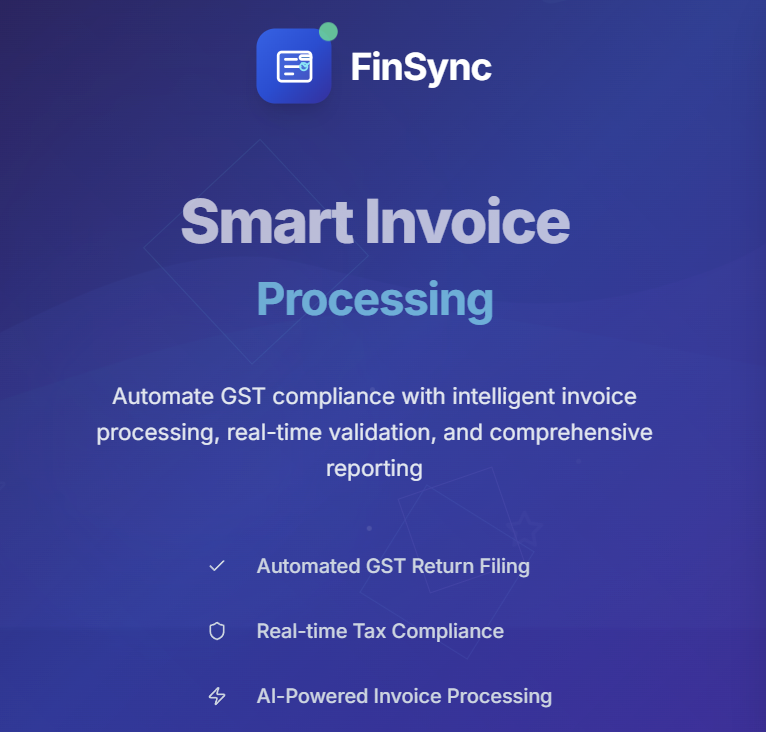 FinSync
Smart Invoice
Processing
Automate GST compliance with intelligent invoice
processing, real-time validation, and comprehensive
reporting
Automated GST Return Filing
Real-time Tax Compliance
AI-Powered Invoice Processing